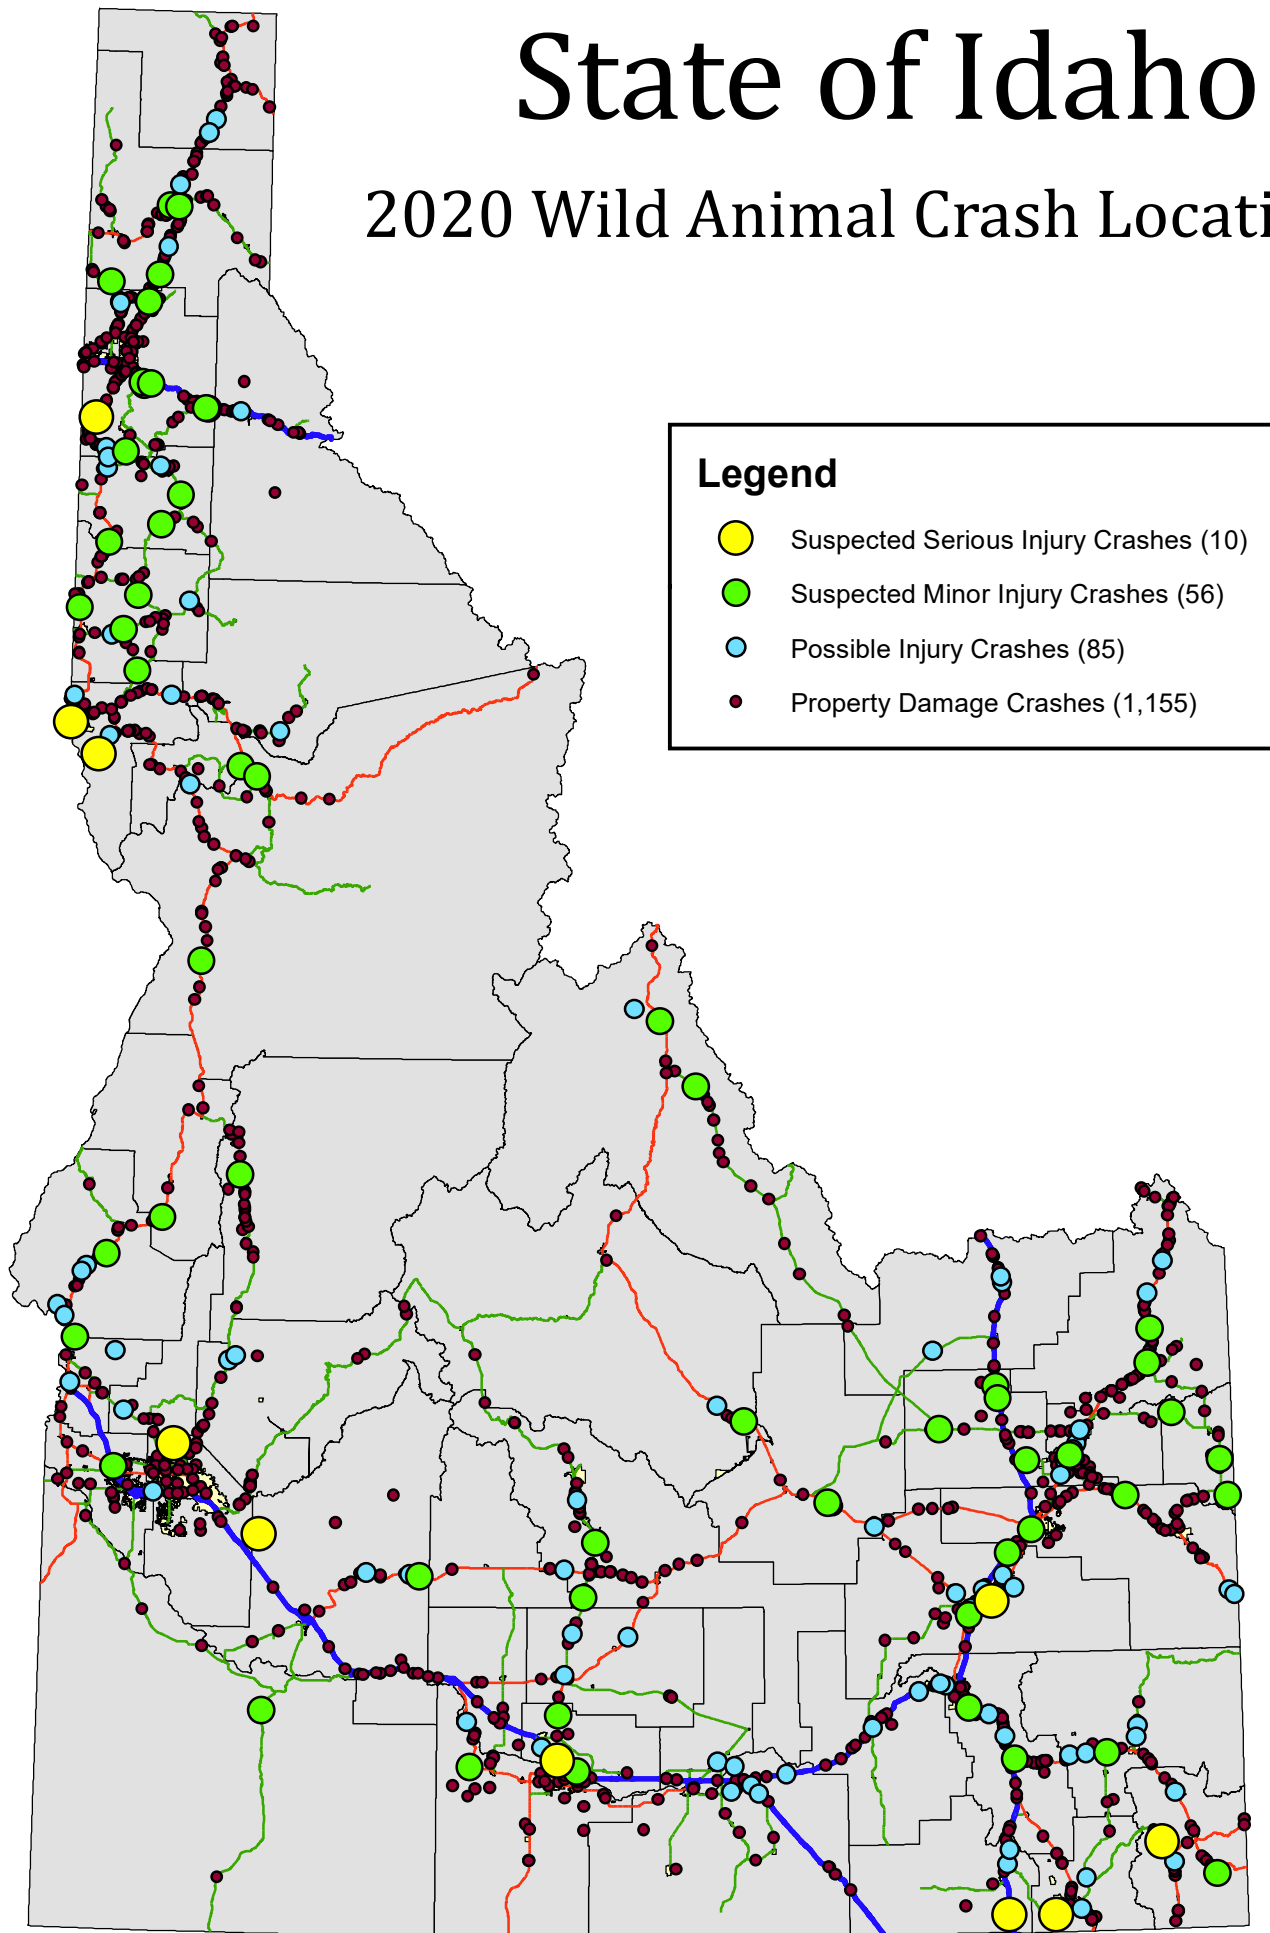 State of Idaho
2020 Wild Animal Crash Locati
Legend
Suspected Serious Injury Crashes (10)
Suspected Minor Injury Crashes (56)
Possible Injury Crashes (85)
Property Damage Crashes (1,155)